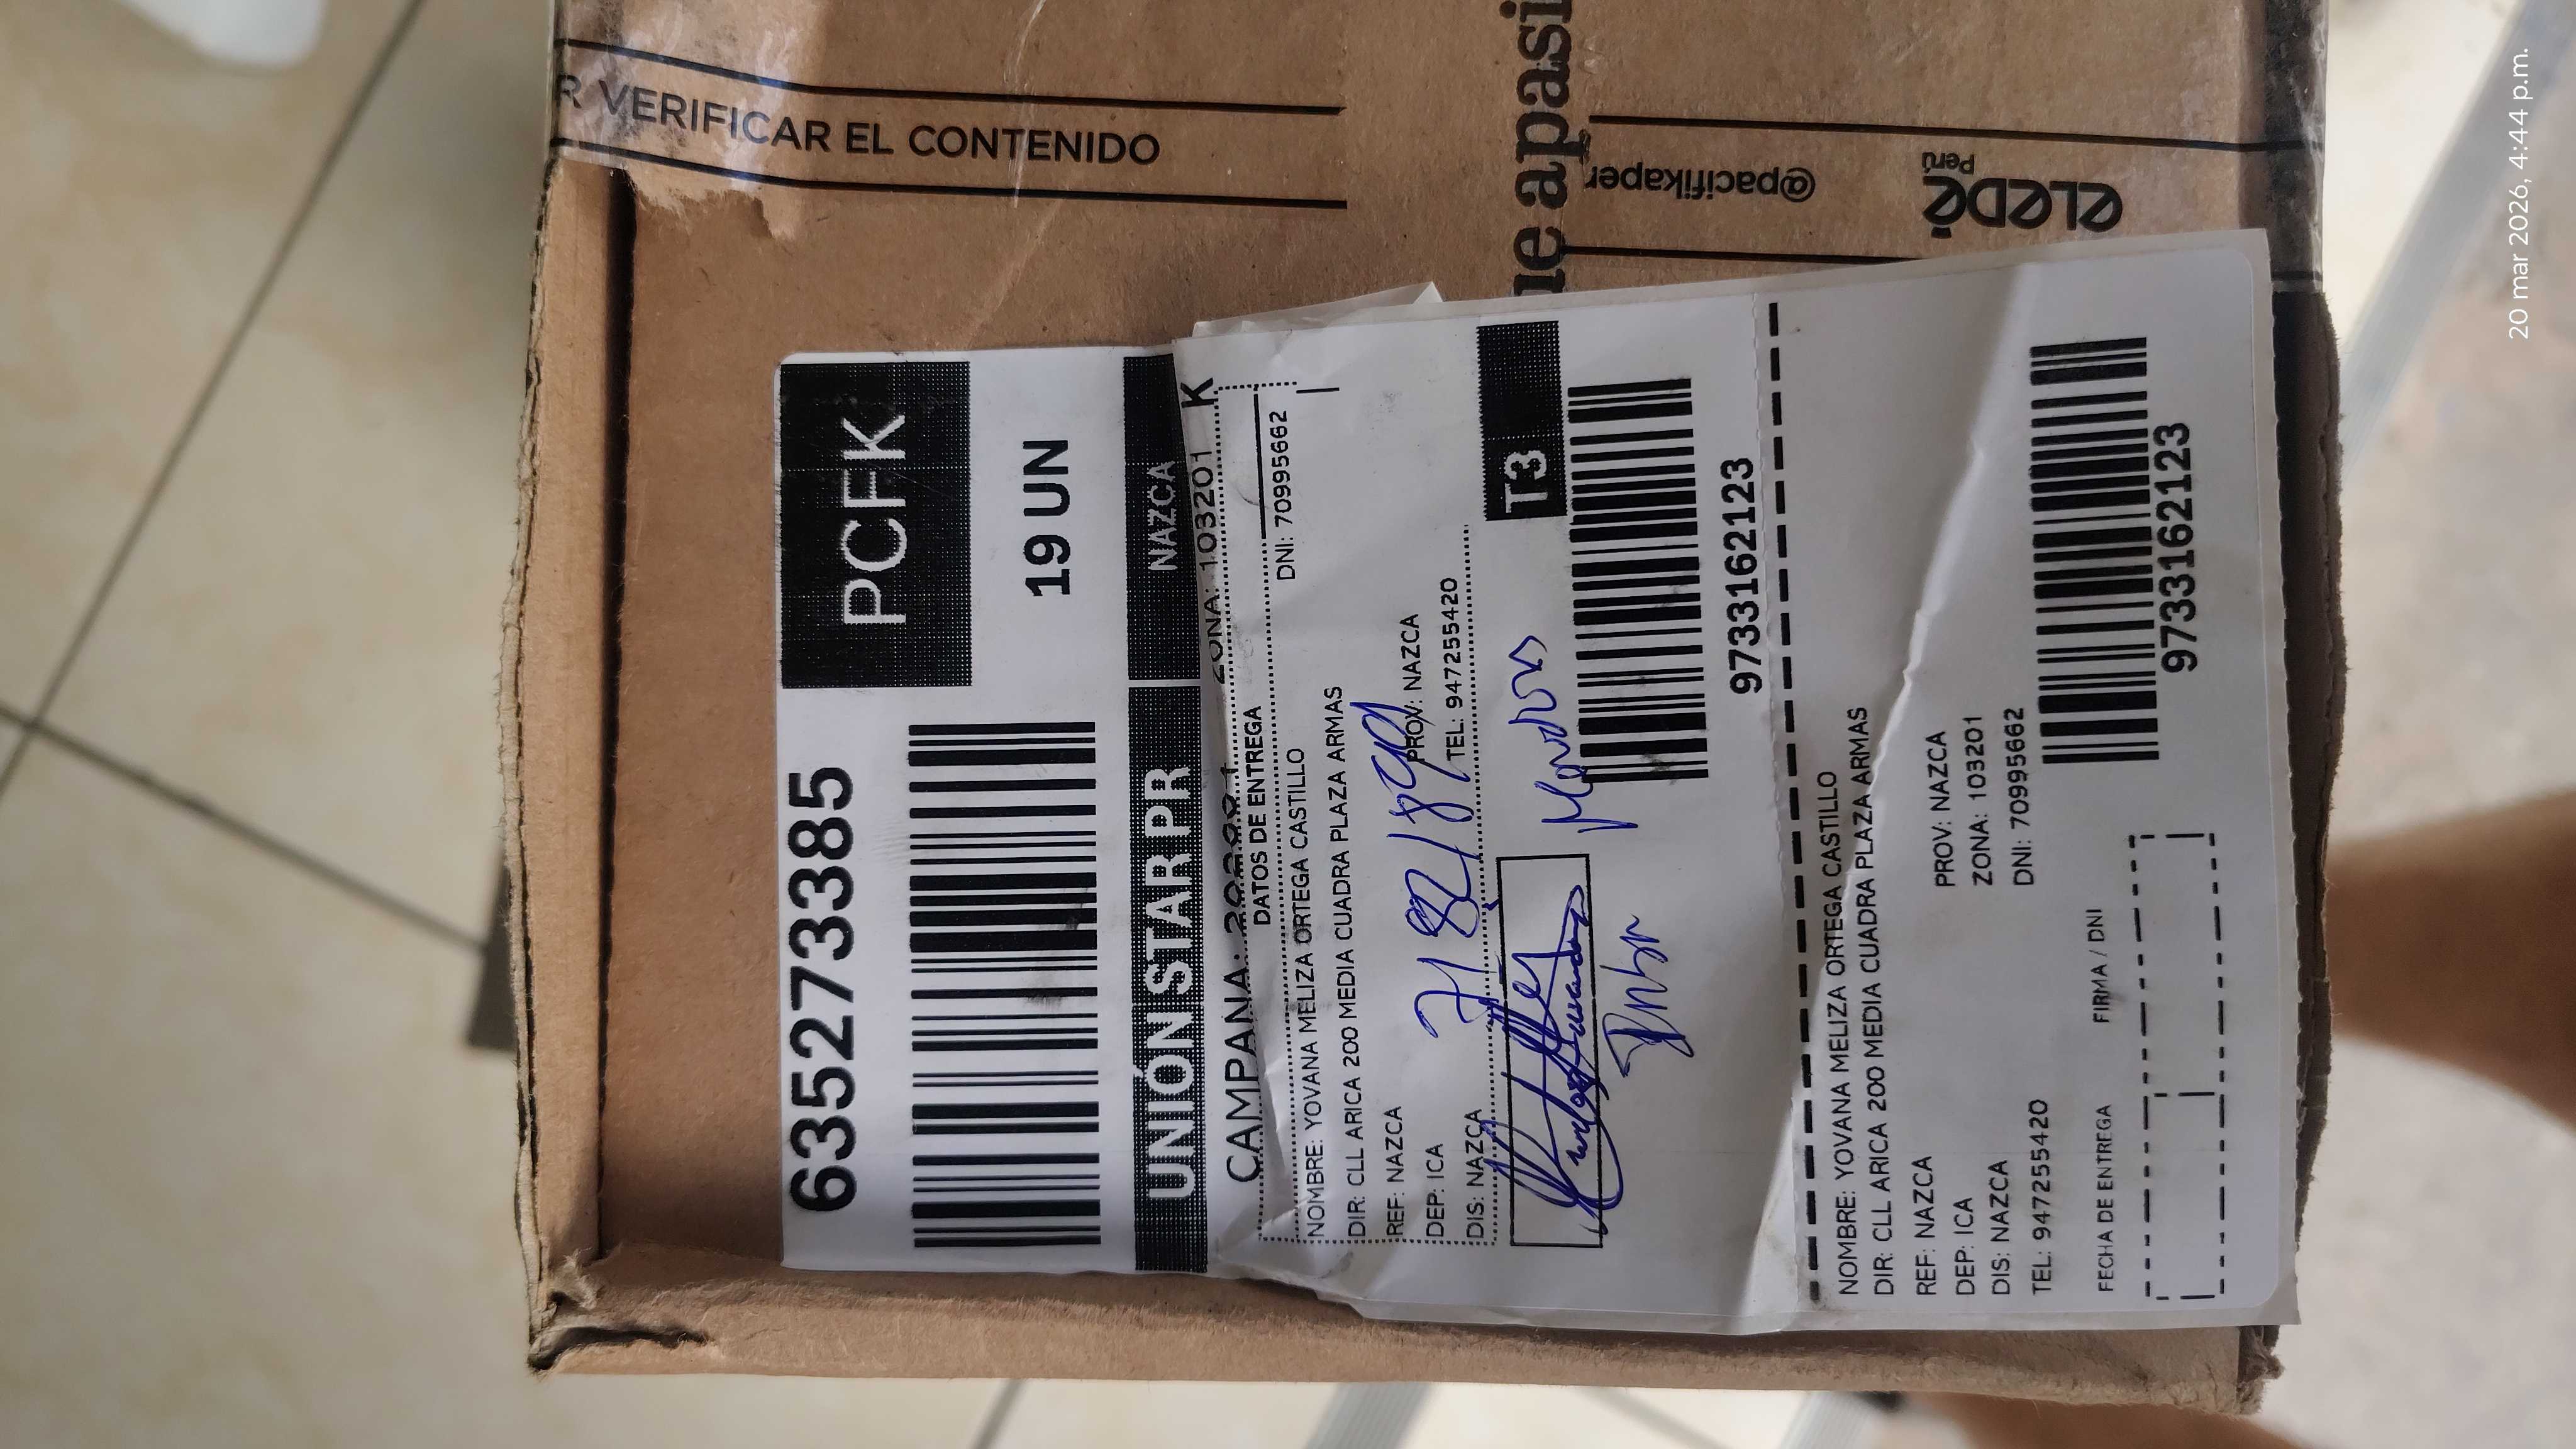 R VERIFICAR EL CONTENIDO
ue apasi
@pacifikaper
eLeDé
Perú
6352733385
PCFK
19 UN
UNIÓN STAR PR
NAZCA
CAMPAÑA:
ZONA: 103201 K
DATOS DE ENTREGA
NOMBRE: YOVANA MELIZA ORTEGA CASTILLO
DNI: 70995662
DIR: CLL ARICA 200 MEDIA CUADRA PLAZA ARMAS
REF: NAZCA
DEP: ICA
PROV: NAZCA
DIS: NAZCA
TEL: 947255420
T3
9733162123
NOMBRE: YOVANA MELIZA ORTEGA CASTILLO
DIR: CLL ARICA 200 MEDIA CUADRA PLAZA ARMAS
REF: NAZCA
DEP: ICA
PROV: NAZCA
DIS: NAZCA
ZONA: 103201
TEL: 947255420
DNI: 70995662
FECHA DE ENTREGA
FIRMA / DNI
9733162123
20 mar 2026, 4:44 p.m.